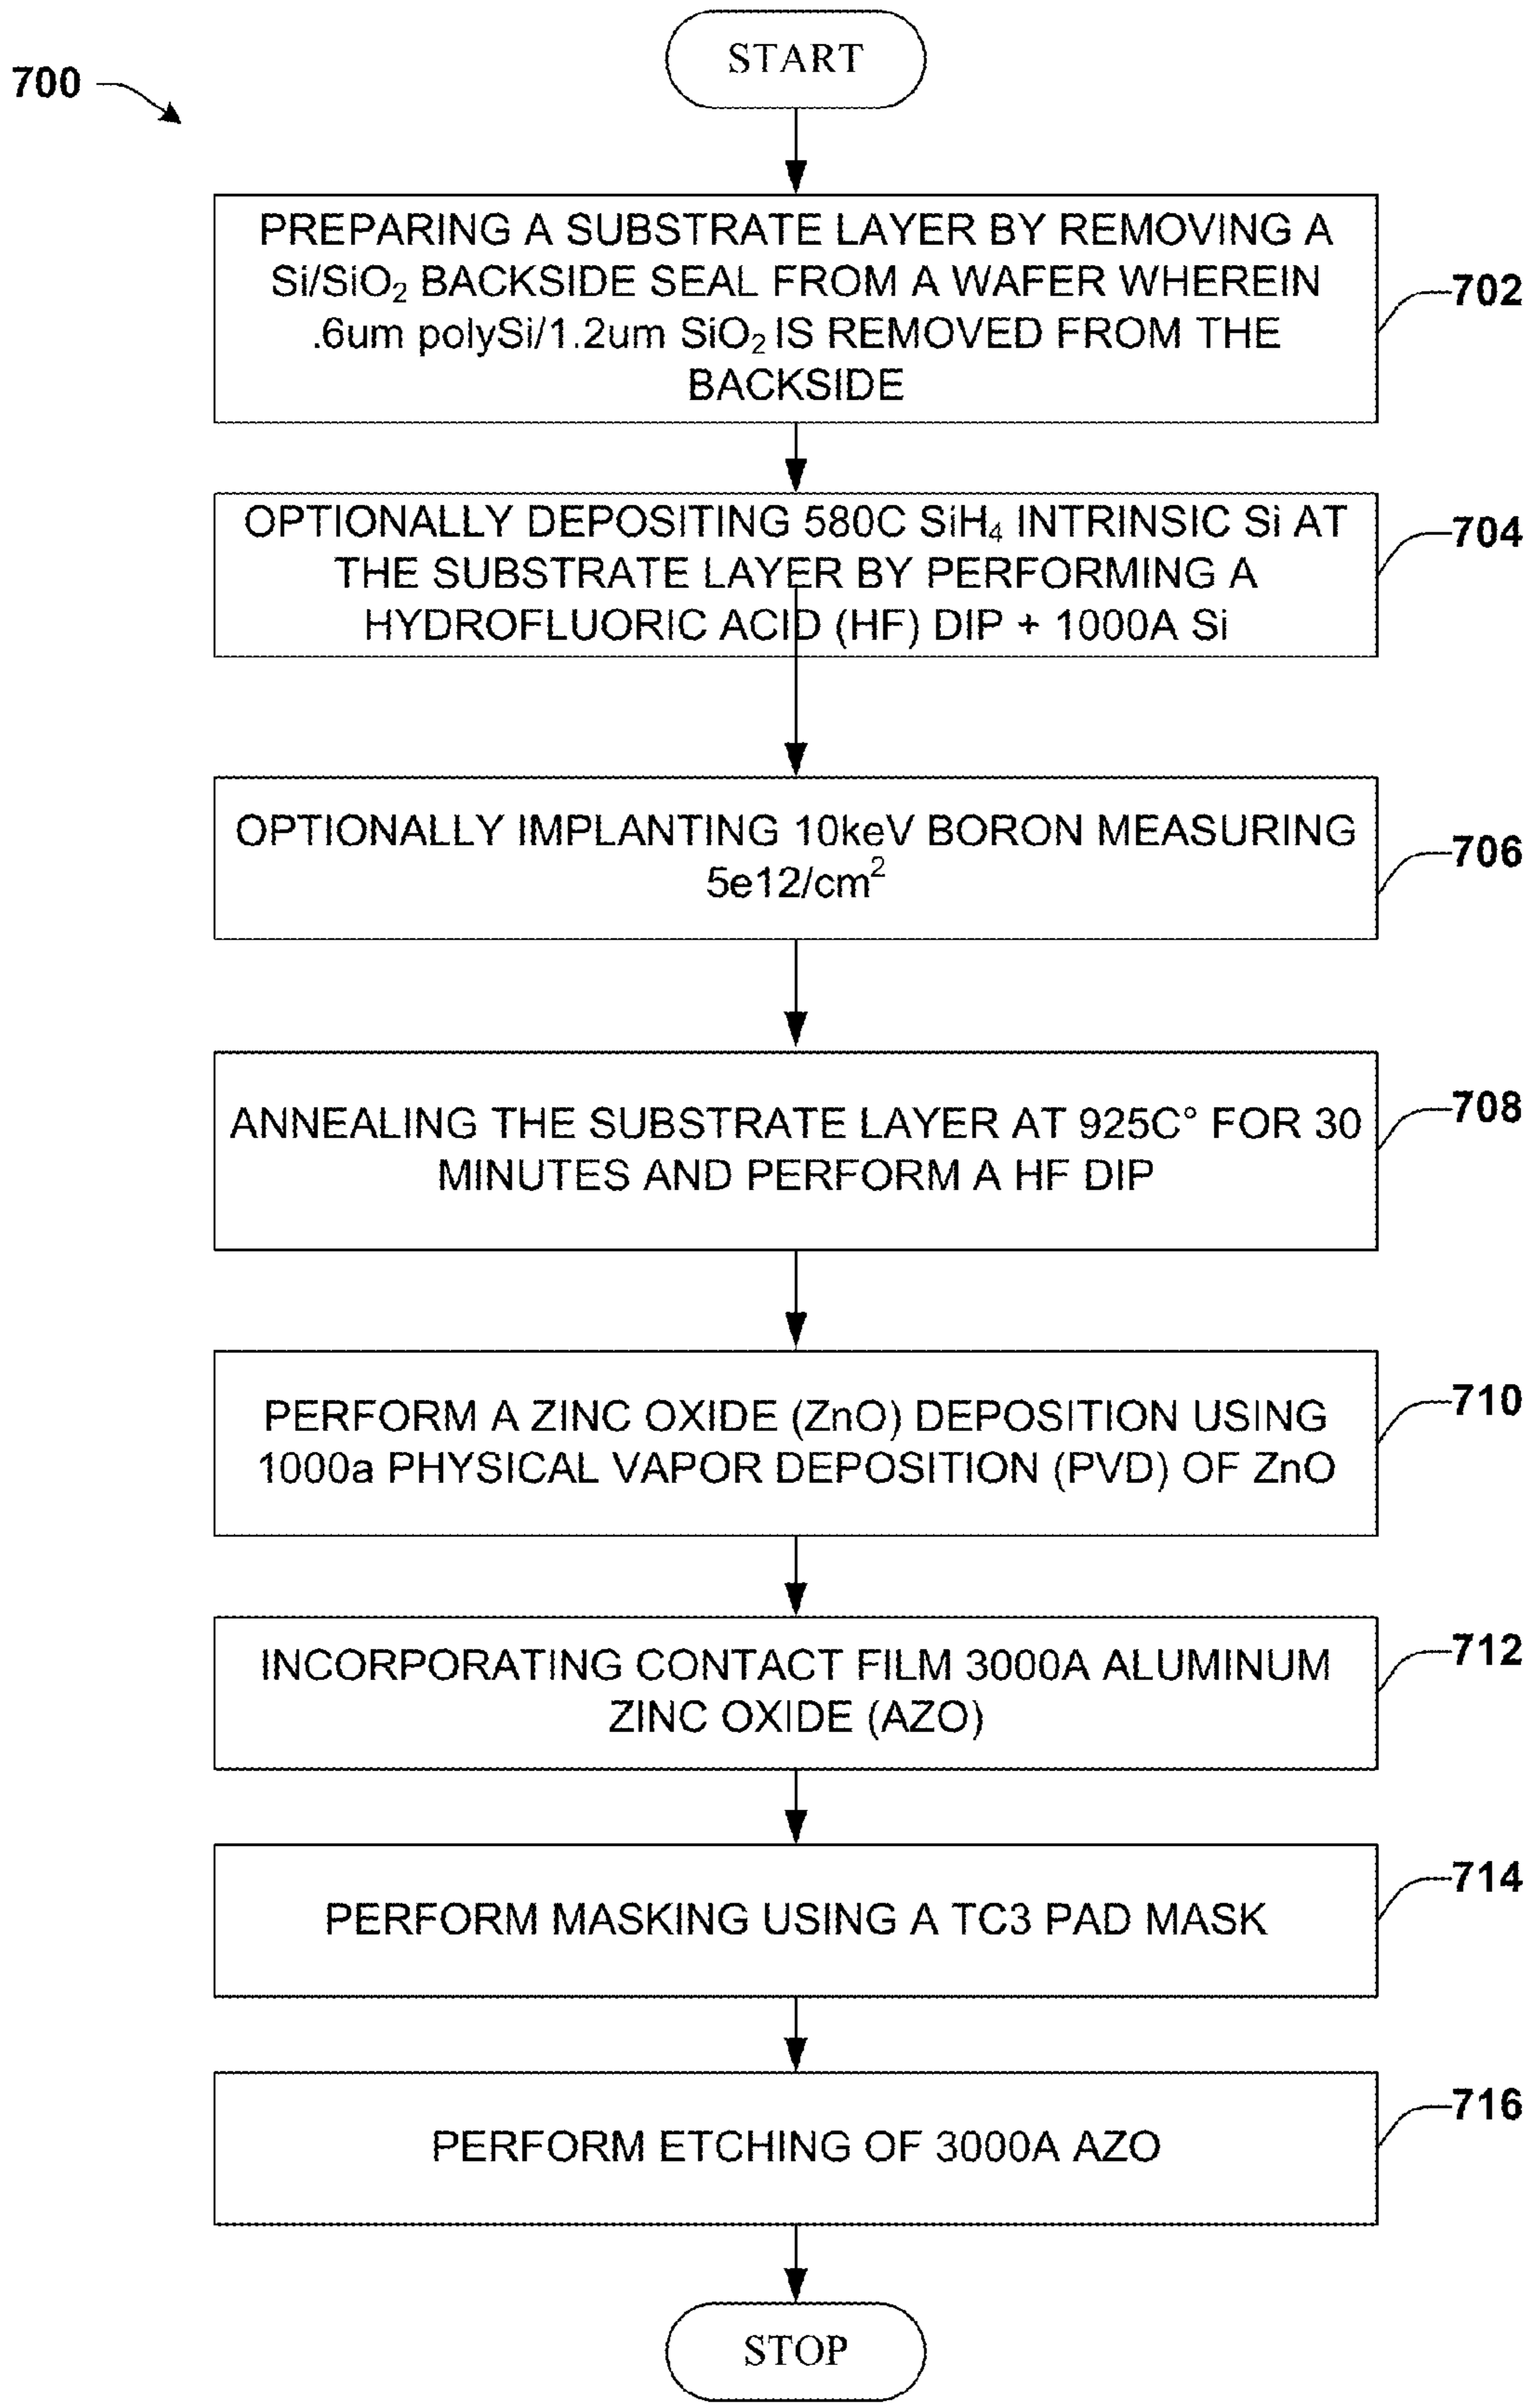 START
700
PREPARING A SUBSTRATE LAYER BY REMOVING A
Si/SiO₂ BACKSIDE SEAL FROM A WAFER WHEREIN
.6um polySi/1.2um SiO₂ IS REMOVED FROM THE
BACKSIDE
702
OPTIONALLY DEPOSITING 580C SiH₄ INTRINSIC Si AT
THE SUBSTRATE LAYER BY PERFORMING A
HYDROFLUORIC ACID (HF) DIP + 1000A Si
704
OPTIONALLY IMPLANTING 10keV BORON MEASURING
5e12/cm²
706
ANNEALING THE SUBSTRATE LAYER AT 925C° FOR 30
MINUTES AND PERFORM A HF DIP
708
PERFORM A ZINC OXIDE (ZnO) DEPOSITION USING
1000a PHYSICAL VAPOR DEPOSITION (PVD) OF ZnO
710
INCORPORATING CONTACT FILM 3000A ALUMINUM
ZINC OXIDE (AZO)
712
PERFORM MASKING USING A TC3 PAD MASK
714
PERFORM ETCHING OF 3000A AZO
716
STOP